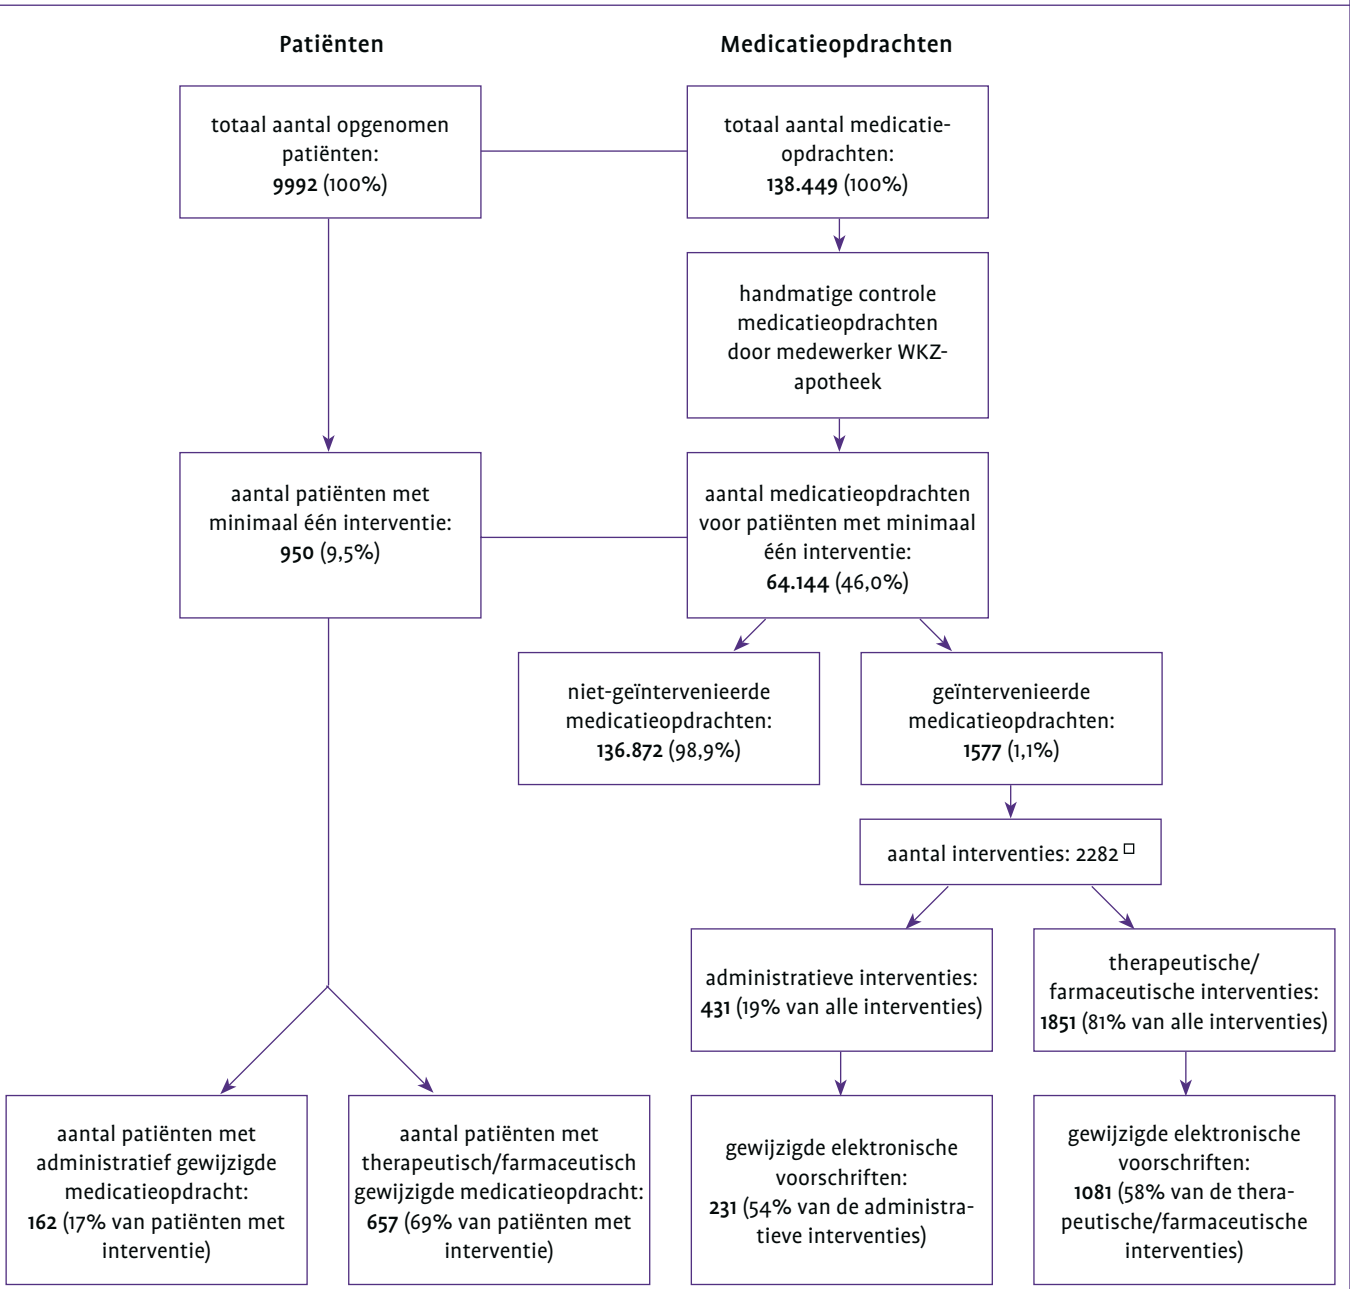 Patiënten
Medicatieopdrachten
totaal aantal opgenomen
patiënten:
9992 (100%)
totaal aantal medicatie-
opdrachten:
138.449 (100%)
handmatige controle
medicatieopdrachten
door medewerker WKZ-
apotheek
aantal patiënten met
minimaal één interventie:
950 (9,5%)
aantal medicatieopdrachten
voor patiënten met minimaal
één interventie:
64.144 (46,0%)
niet-geïntervenieerde
medicatieopdrachten:
136.872 (98,9%)
geïntervenieerde
medicatieopdrachten:
1577 (1,1%)
aantal interventies: 2282 □
administratieve interventies:
431 (19% van alle interventies)
therapeutische/
farmaceutische interventies:
1851 (81% van alle interventies)
aantal patiënten met
administratief gewijzigde
medicatieopdracht:
162 (17% van patiënten met
interventie)
aantal patiënten met
therapeutisch/farmaceutisch
gewijzigde medicatieopdracht:
657 (69% van patiënten met
interventie)
gewijzigde elektronische
voorschriften:
231 (54% van de administra-
tieve interventies)
gewijzigde elektronische
voorschriften:
1081 (58% van de thera-
peutische/farmaceutische
interventies)